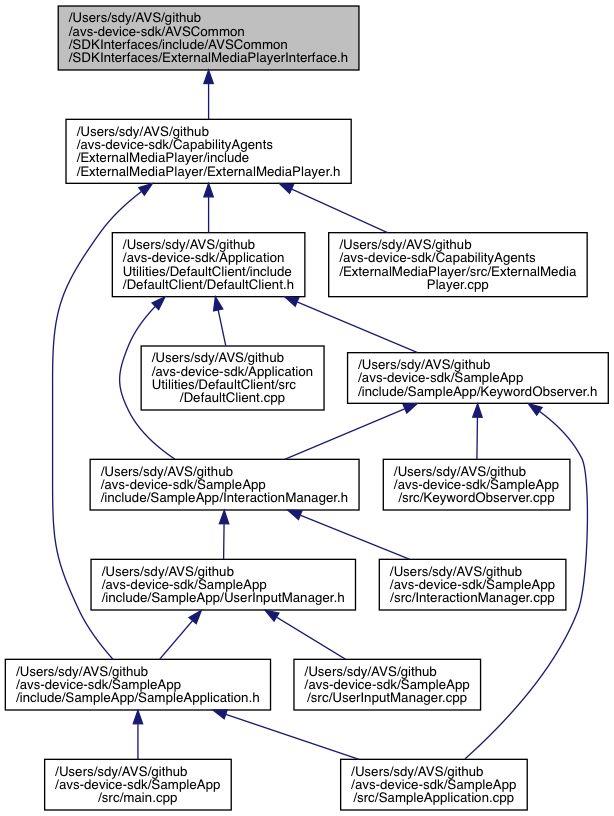 /Users/sdy/AVS/github
/avs-device-sdk/AVSCommon
/SDKInterfaces/include/AVSCommon
/SDKInterfaces/ExternalMediaPlayerInterface.h
/Users/sdy/AVS/github
/avs-device-sdk/CapabilityAgents
/ExternalMediaPlayer/include
/ExternalMediaPlayer/ExternalMediaPlayer.h
/Users/sdy/AVS/github
/avs-device-sdk/Application
Utilities/DefaultClient/include
/DefaultClient/DefaultClient.h
/Users/sdy/AVS/github
/avs-device-sdk/CapabilityAgents
/ExternalMediaPlayer/src/ExternalMedia
Player.cpp
/Users/sdy/AVS/github
/avs-device-sdk/Application
Utilities/DefaultClient/src
/DefaultClient.cpp
/Users/sdy/AVS/github
/avs-device-sdk/SampleApp
/include/SampleApp/KeywordObserver.h
/Users/sdy/AVS/github
/avs-device-sdk/SampleApp
/include/SampleApp/InteractionManager.h
/Users/sdy/AVS/github
/avs-device-sdk/SampleApp
/src/KeywordObserver.cpp
/Users/sdy/AVS/github
/avs-device-sdk/SampleApp
/include/SampleApp/UserInputManager.h
/Users/sdy/AVS/github
/avs-device-sdk/SampleApp
/src/InteractionManager.cpp
/Users/sdy/AVS/github
/avs-device-sdk/SampleApp
/include/SampleApp/SampleApplication.h
/Users/sdy/AVS/github
/avs-device-sdk/SampleApp
/src/UserInputManager.cpp
/Users/sdy/AVS/github
/avs-device-sdk/SampleApp
/src/main.cpp
/Users/sdy/AVS/github
/avs-device-sdk/SampleApp
/src/SampleApplication.cpp